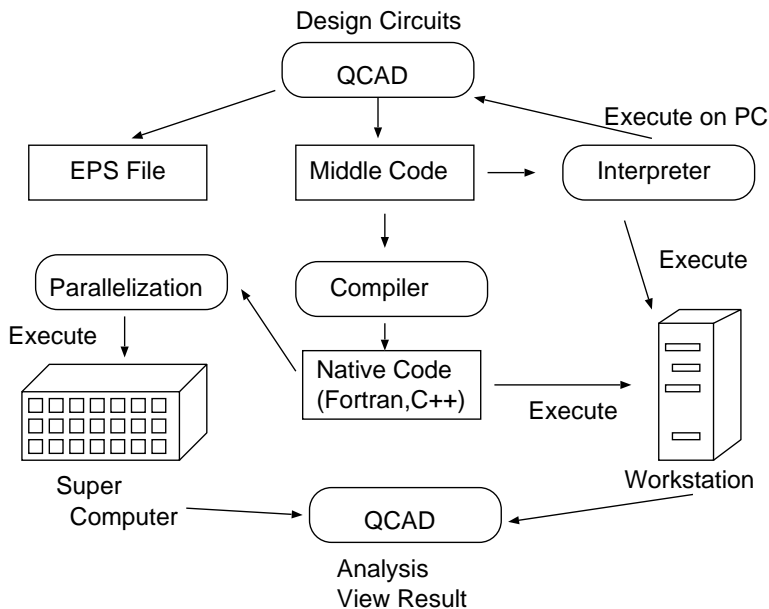 Design Circuits
QCAD
Execute on PC
EPS File
Middle Code
Interpreter
Execute
Parallelization
Compiler
Execute
Native Code
(Fortran,C++)
Execute
Super
Computer
Workstation
QCAD
Analysis
View Result